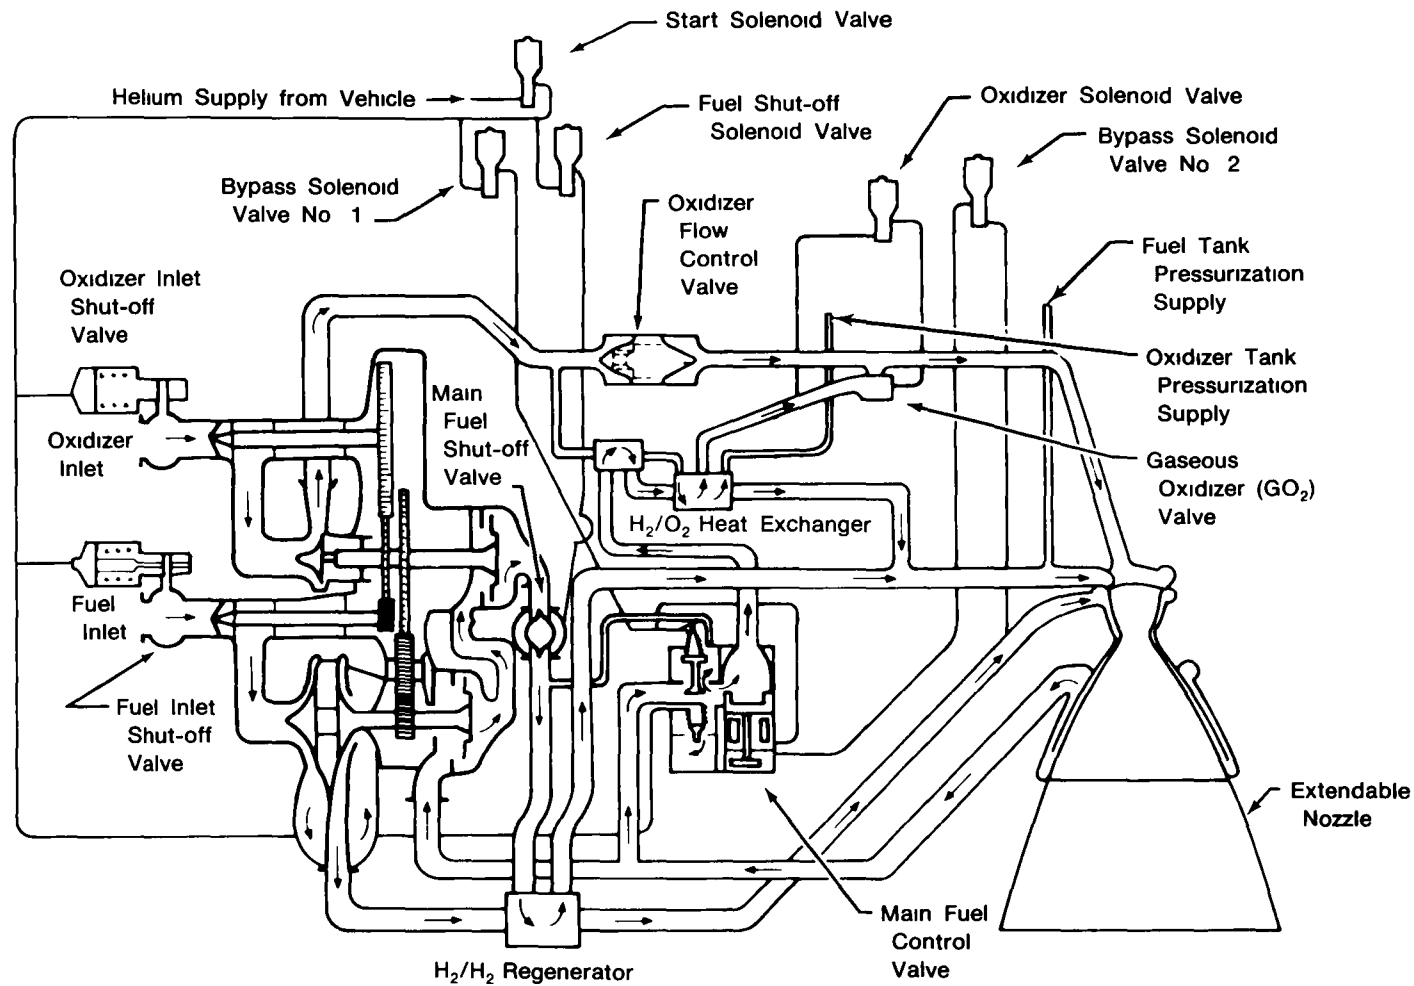 Start Solenoid Valve
Helium Supply from Vehicle
Fuel Shut-off
Solenoid Valve
Oxidizer Solenoid Valve
Bypass Solenoid
Valve No 2
Bypass Solenoid
Valve No 1
Oxidizer
Flow
Control
Valve
Fuel Tank
Pressurization
Supply
Oxidizer Inlet
Shut-off
Valve
Oxidizer Tank
Pressurization
Supply
Main
Fuel
Shut-off
Valve
Oxidizer
Inlet
Gaseous
Oxidizer (GO₂)
Valve
H₂/O₂ Heat Exchanger
Fuel
Inlet
Fuel Inlet
Shut-off
Valve
Extendable
Nozzle
Main Fuel
Control
Valve
H₂/H₂ Regenerator